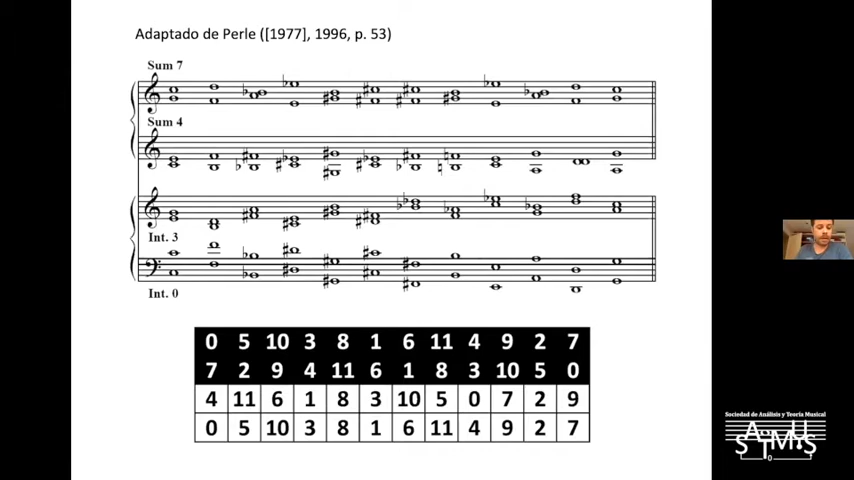 Adaptado de Perle ([1977], 1996, p. 53)
Sum 7
Sum 4
Int. 3
Int. 0
0 5 10 3 8 1 6 11 4 9 2 7
7 2 9 4 11 6 1 8 3 10 5 0
4 11 6 1 8 3 10 5 0 7 2 9
0 5 10 3 8 1 6 11 4 9 2 7
Sociedad de Análisis y Teoría Musical
SATMUS